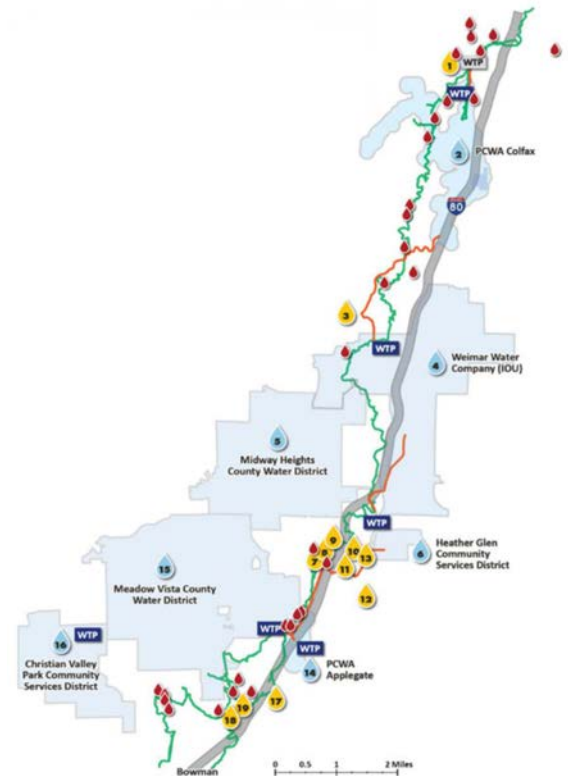 WTP
1
WTP
2
PCWA Colfax
80
3
WTP
4
Weimar Water
Company (IOU)
5
Midway Heights
County Water District
WTP
9
8
7
10
13
11
6
Heather Glen
Community
Services District
12
15
Meadow Vista County
Water District
WTP
WTP
16
WTP
Christian Valley
Park Community
Services District
14
PCWA
Applegate
17
19
18
Bowman
0 0.5 1 2 Miles